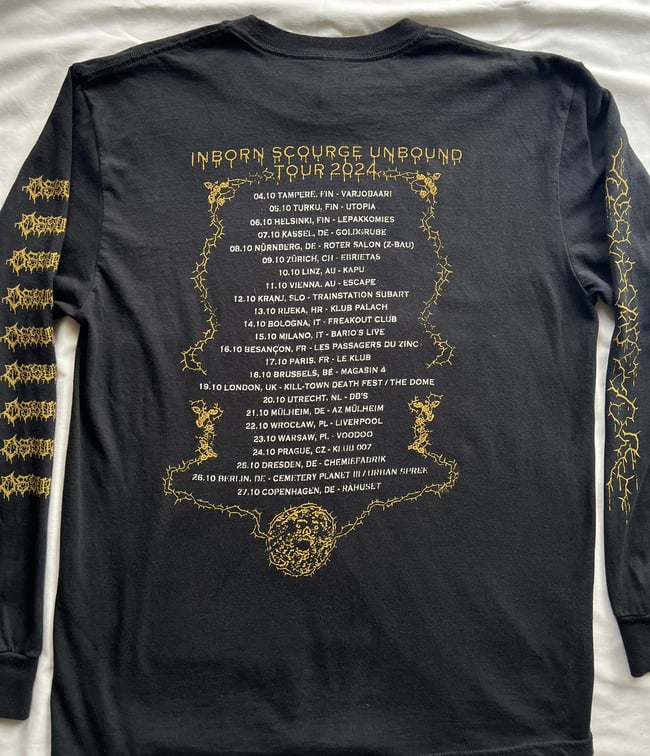 INBORN SCOURGE UNBOUND
TOUR 2024
04.10 TAMPERE, FIN - VARJOBAARI
05.10 TURKU, FIN - UTOPIA
06.10 HELSINKI, FIN - LEPAKKOMIES
07.10 KASSEL, DE - GOLDGRUBE
08.10 NÜRNBERG, DE - ROTER SALON (Z-BAU)
09.10 ZÜRICH, CH - EBRIETAS
10.10 LINZ, AU - KAPU
11.10 VIENNA, AU - ESCAPE
12.10 KRANJ, SLO - TRAINSTATION SUBART
13.10 RIJEKA, HR - KLUB PALACH
14.10 BOLOGNA, IT - FREAKOUT CLUB
15.10 MILANO, IT - BARIO'S LIVE
16.10 BESANÇON, FR - LES PASSAGERS DU ZINC
17.10 PARIS, FR - LE KLUB
18.10 BRUSSELS, BÉ - MAGASIN 4
19.10 LONDON, UK - KILL-TOWN DEATH FEST / THE DOME
20.10 UTRECHT, NL - DB'S
21.10 MÜLHEIM, DE - AZ MÜLHEIM
22.10 WROCŁAW, PL - LIVERPOOL
23.10 WARSAW, PL - VOODOO
24.10 PRAGUE, CZ - KLUB 007
25.10 DRESDEN, DE - CHEMIEFABRIK
26.10 BERLIN, DE - CEMETERY PLANET III / URBAN SPREE
27.10 COPENHAGEN, DE - RÅHUSET